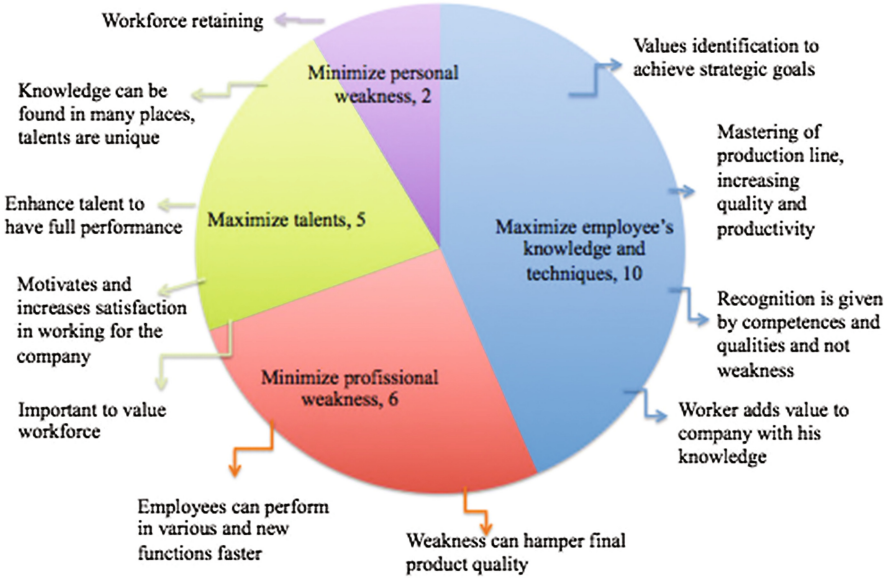 Workforce retaining
Knowledge can be
found in many places,
talents are unique
Enhance talent to
have full performance
Motivates and
increases satisfaction
in working for the
company
Important to value
workforce
Minimize personal
weakness, 2
Maximize talents, 5
Maximize employee's
knowledge and
techniques, 10
Minimize profissional
weakness, 6
Values identification to
achieve strategic goals
Mastering of
production line,
increasing
quality and
productivity
Recognition is given
by competences and
qualities and not
weakness
Worker adds value to
company with his
knowledge
Employees can perform
in various and new
functions faster
Weakness can hamper final
product quality